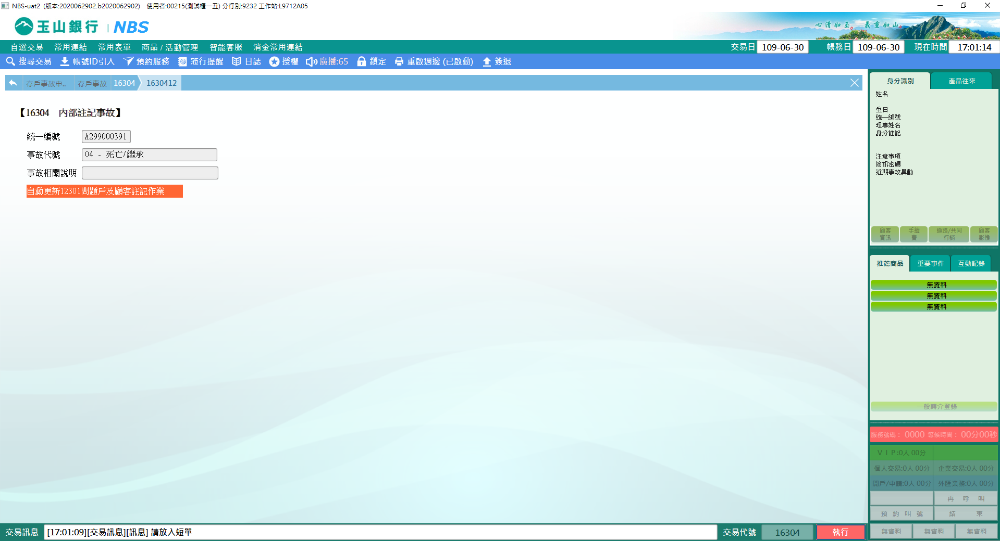 NBS-uat2 (版本:2020062902.b2020062902) 使用者:00215(測試櫃一丑) 分行別:9232 工作站:L9712A05
玉山銀行 | NBS
心清如玉 義重如山
自選交易 常用連結 常用表單 商品 / 活動管理 智能客服 消金常用連結 交易日 109-06-30 帳務日 109-06-30 現在時間 17:01:14
搜尋交易 帳號ID引入 預約服務 蒞行提醒 日誌 授權 廣播:65 鎖定 重啟週邊 (已啟動) 簽退
存戶事故申.. 存戶事故 16304 1630412
【16304 內部註記事故】
統一編號 A299000391
事故代號 04 - 死亡/繼承
事故相關說明
自動更新12301問題戶及顧客註記作業
身分識別 產品往來
姓名
生日
統一編號
理專姓名
身分註記
注意事項
簡訊密碼
近期事故異動
顧客資訊 手續費 通路/共同行銷 顧客影像
推薦商品 重要事件 互動記錄
無資料
無資料
無資料
一般轉介登錄
服務號碼： 0000 等候時間： 00分00秒
ＶＩＰ:0人 00分
個人交易:0人 00分 企業交易:0人 00分
開戶/申請:0人 00分 外匯業務:0人 00分
再 呼 叫
預 約 叫 號 結 束
無資料 無資料 無資料
交易訊息 [17:01:09][交易訊息][訊息] 請放入短單 交易代號 16304 執行